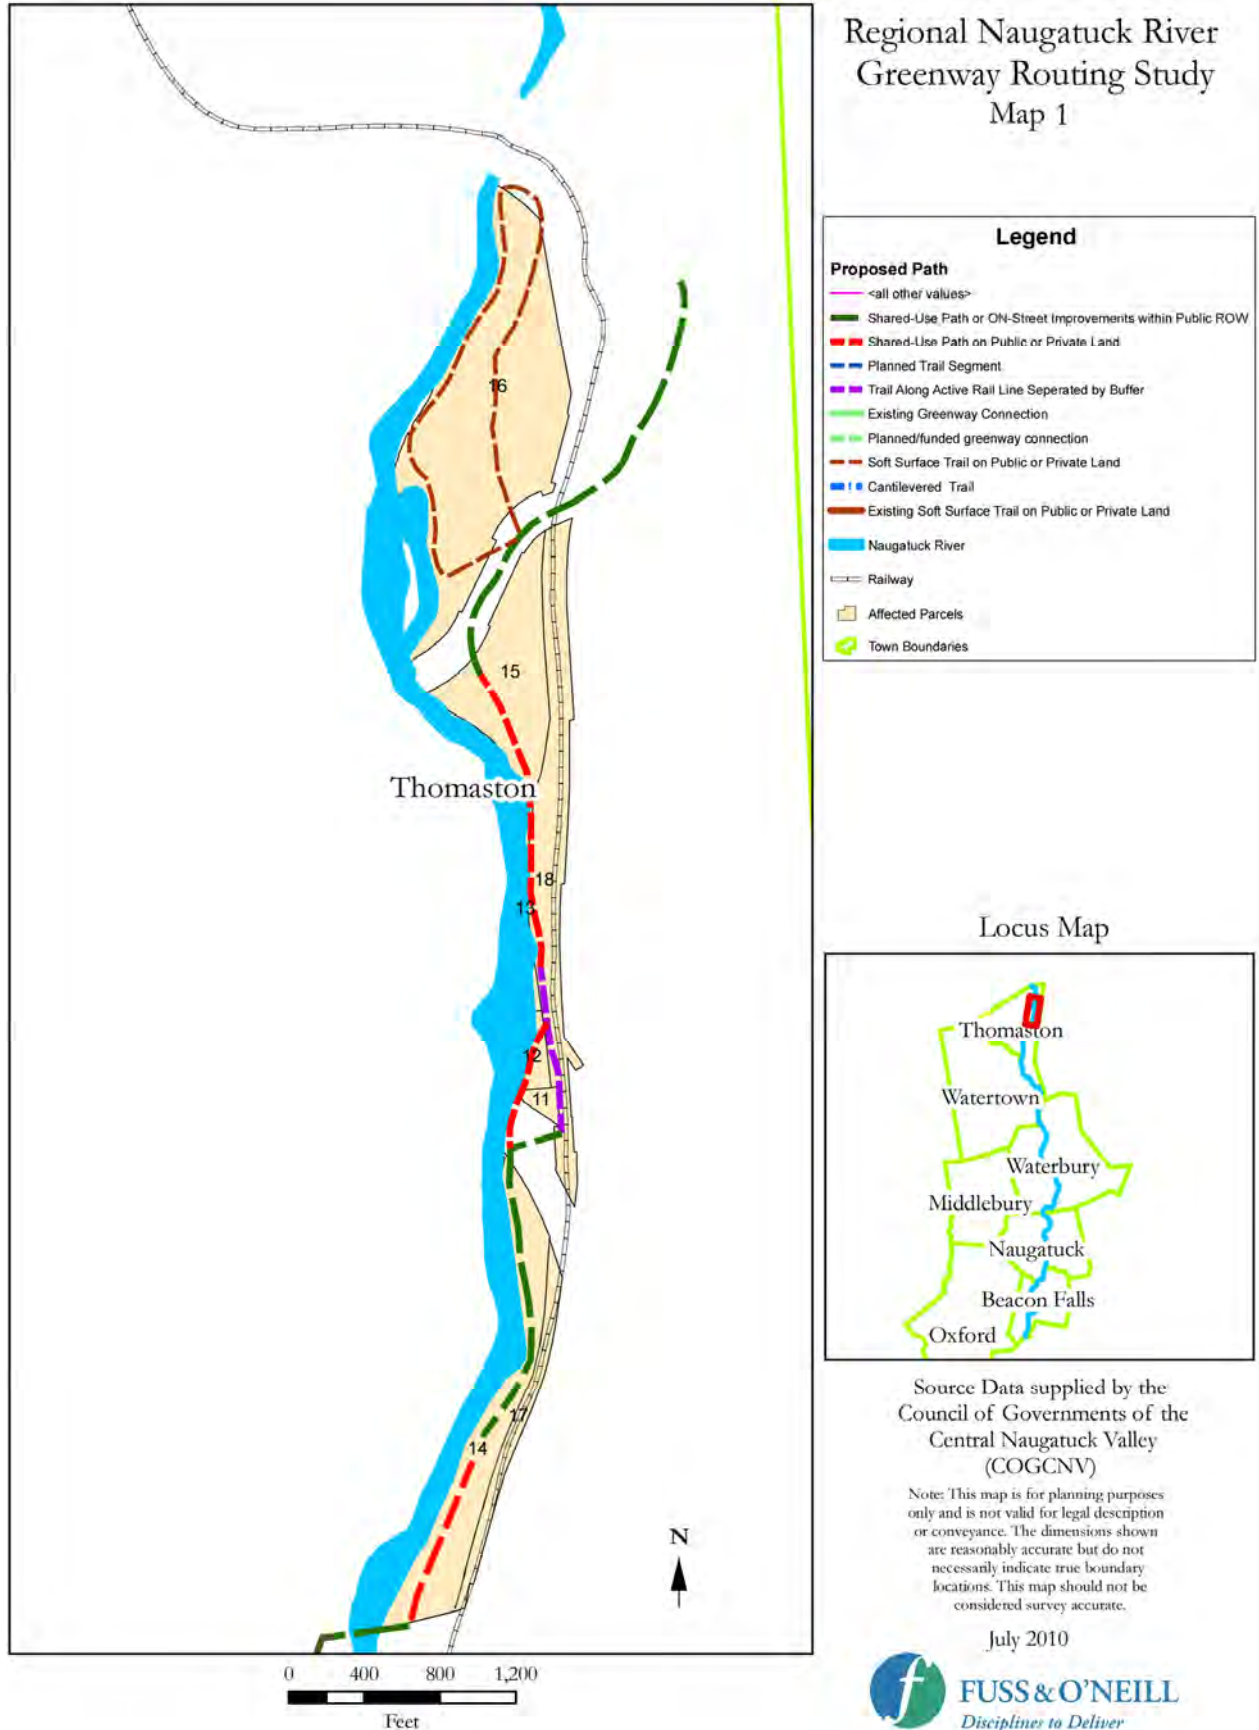 Regional Naugatuck River
Greenway Routing Study
Map 1
Legend
Proposed Path
<all other values>
Shared-Use Path or ON-Street Improvements within Public ROW
Shared-Use Path on Public or Private Land
Planned Trail Segment
Trail Along Active Rail Line Seperated by Buffer
Existing Greenway Connection
Planned/funded greenway connection
Soft Surface Trail on Public or Private Land
Cantilevered Trail
Existing Soft Surface Trail on Public or Private Land
Naugatuck River
Railway
Affected Parcels
Town Boundaries
16
15
Thomaston
18
13
12
11
17
14
N
0 400 800 1,200
Feet
Locus Map
Thomaston
Watertown
Waterbury
Middlebury
Naugatuck
Beacon Falls
Oxford
Source Data supplied by the
Council of Governments of the
Central Naugatuck Valley
(COGCNV)
Note: This map is for planning purposes
only and is not valid for legal description
or conveyance. The dimensions shown
are reasonably accurate but do not
necessarily indicate true boundary
locations. This map should not be
considered survey accurate.
July 2010
f
FUSS & O'NEILL
Disciplines to Deliver